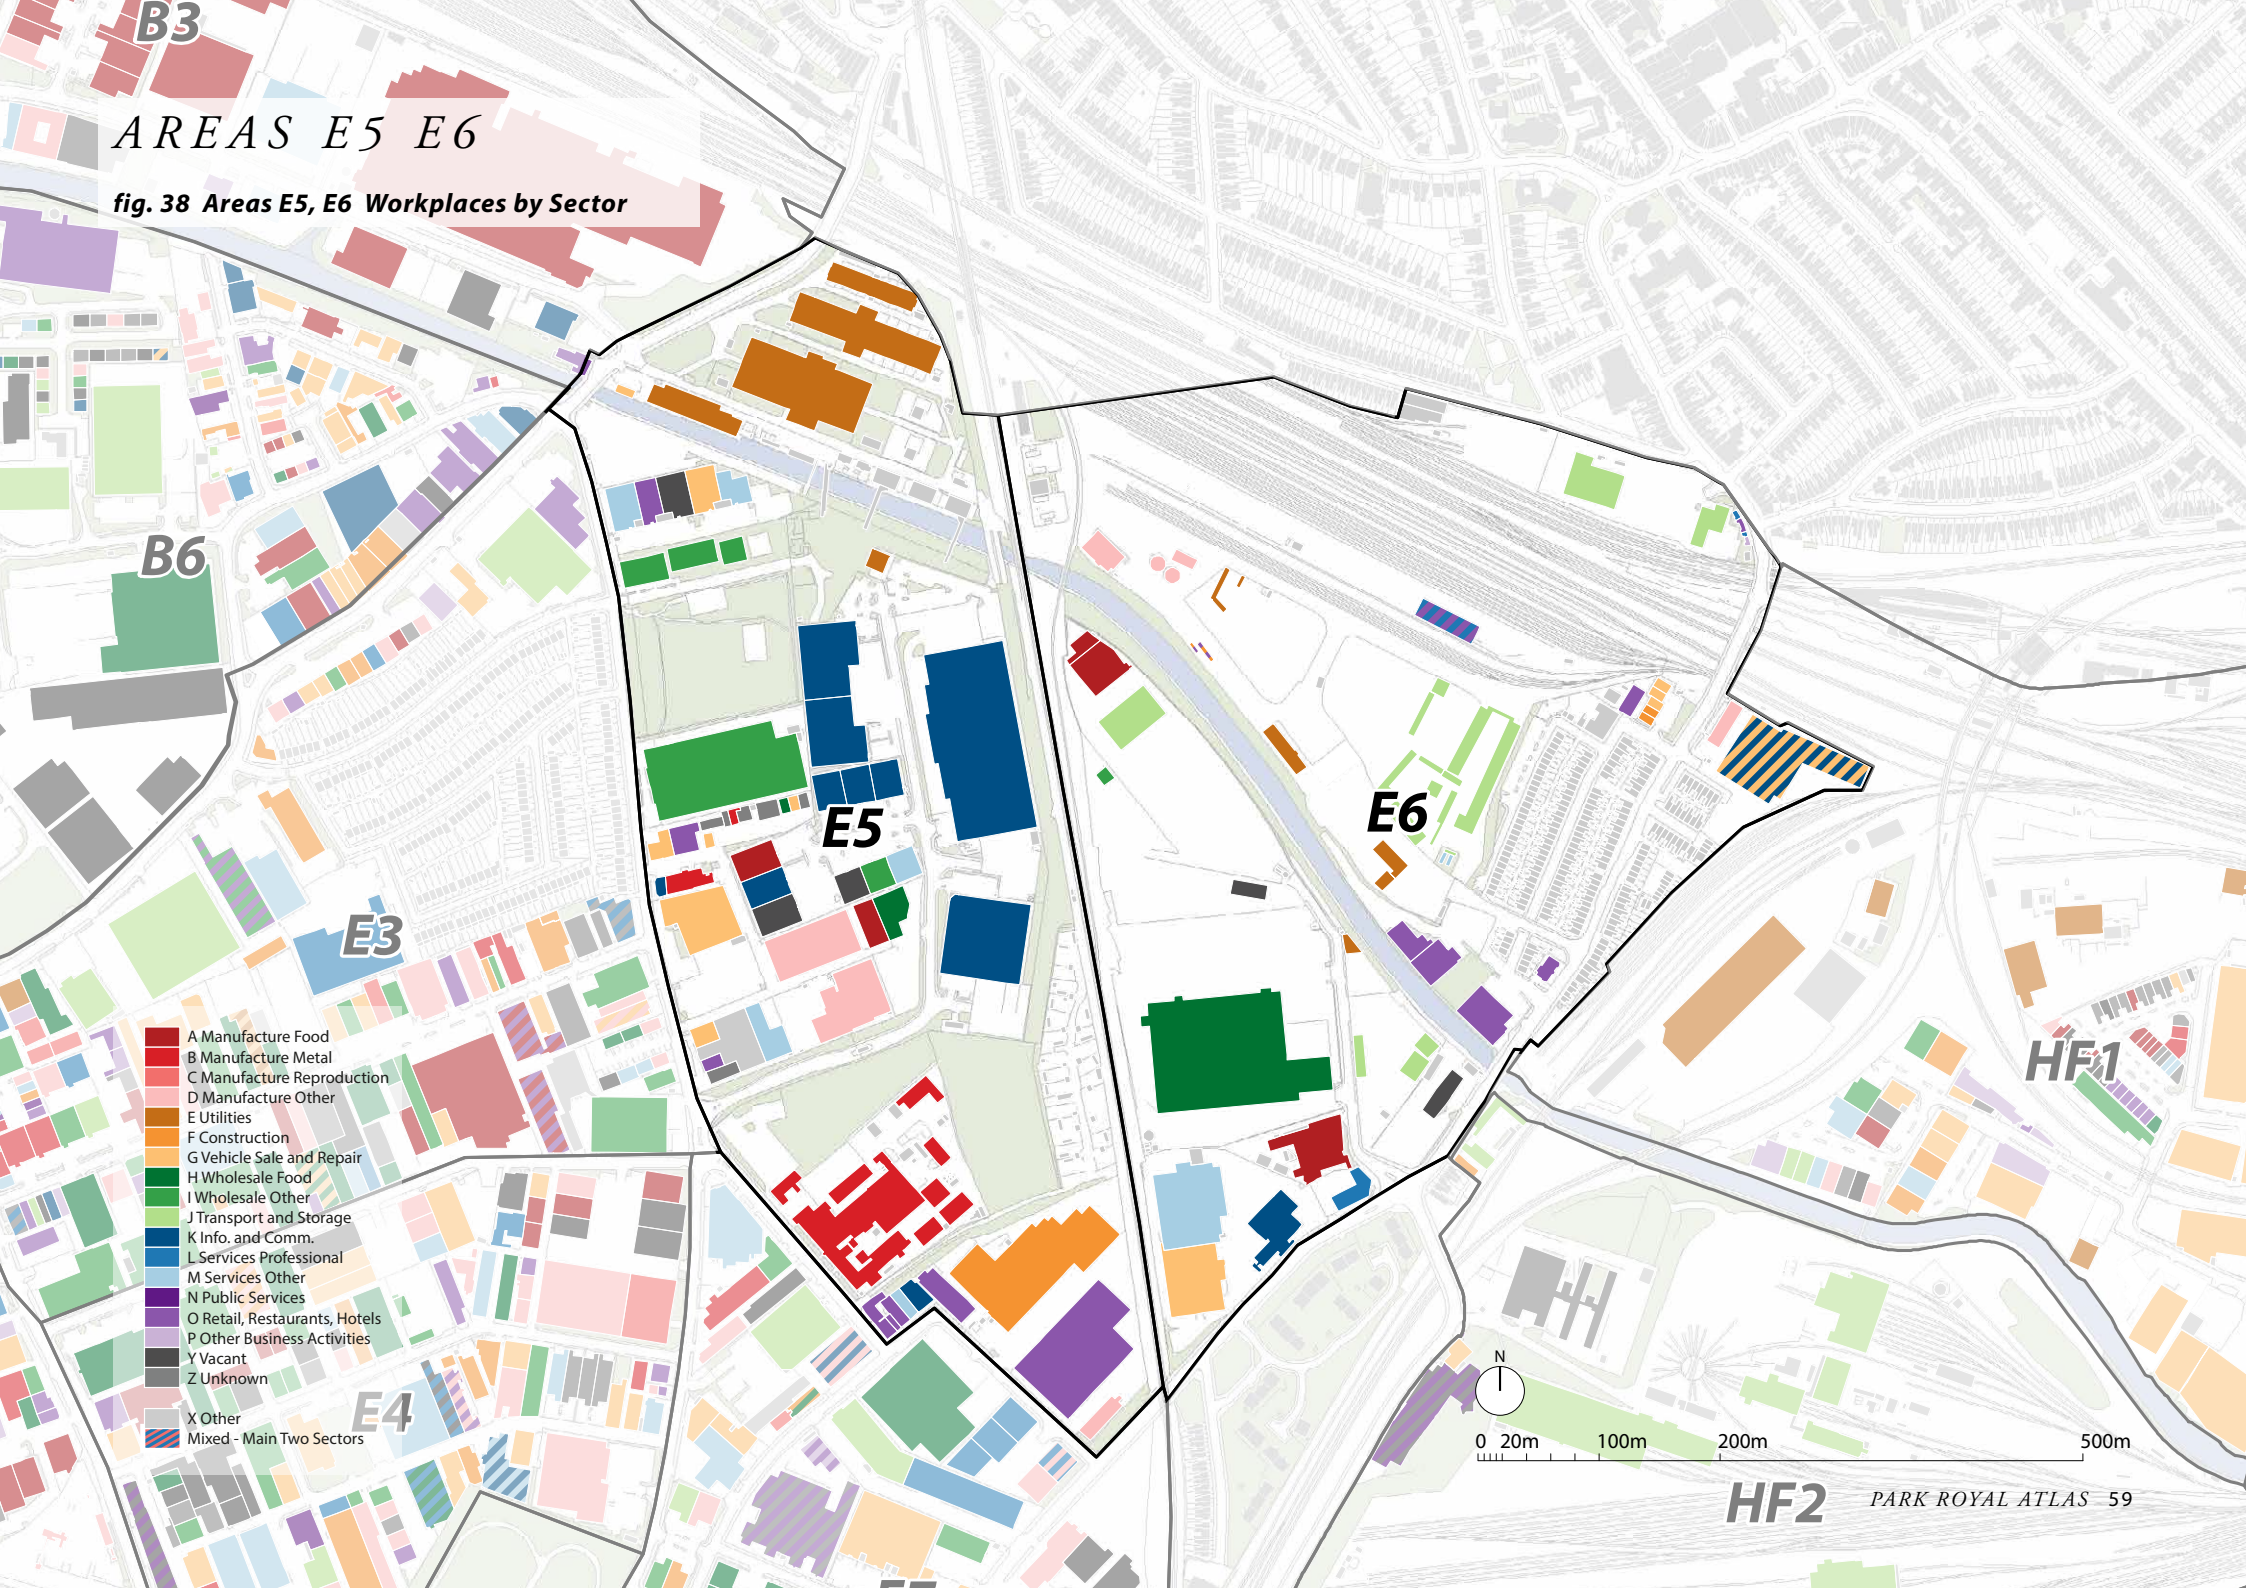 B3
AREAS E5 E6
fig. 38 Areas E5, E6 Workplaces by Sector
B6
E5
E6
E3
HF1
A Manufacture Food
B Manufacture Metal
C Manufacture Reproduction
D Manufacture Other
E Utilities
F Construction
G Vehicle Sale and Repair
H Wholesale Food
I Wholesale Other
J Transport and Storage
K Info. and Comm.
L Services Professional
M Services Other
N Public Services
O Retail, Restaurants, Hotels
P Other Business Activities
Y Vacant
Z Unknown
X Other
Mixed - Main Two Sectors
E4
N
0 20m 100m 200m 500m
HF2
PARK ROYAL ATLAS 59